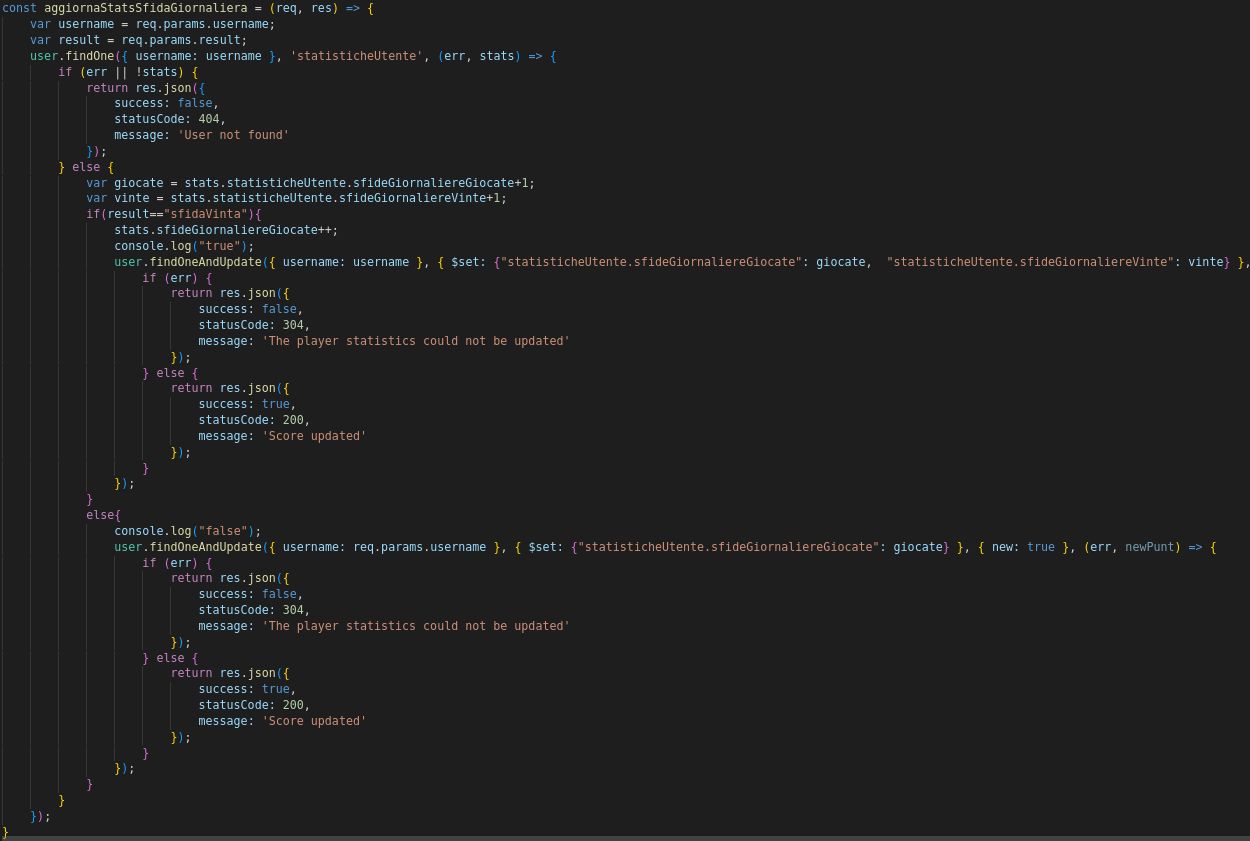 const aggiornaStatsSfidaGiornaliera = (req, res) => {
    var username = req.params.username;
    var result = req.params.result;
    user.findOne({ username: username }, 'statisticheUtente', (err, stats) => {
        if (err || !stats) {
            return res.json({
                success: false,
                statusCode: 404,
                message: 'User not found'
            });
        } else {
            var giocate = stats.statisticheUtente.sfideGiornaliereGiocate+1;
            var vinte = stats.statisticheUtente.sfideGiornaliereVinte+1;
            if(result=="sfidaVinta"){
                stats.sfideGiornaliereGiocate++;
                console.log("true");
                user.findOneAndUpdate({ username: username }, { $set: {"statisticheUtente.sfideGiornaliereGiocate": giocate,  "statisticheUtente.sfideGiornaliereVinte": vinte} },
                    if (err) {
                        return res.json({
                            success: false,
                            statusCode: 304,
                            message: 'The player statistics could not be updated'
                        });
                    } else {
                        return res.json({
                            success: true,
                            statusCode: 200,
                            message: 'Score updated'
                        });
                    }
                });
            }
            else{
                console.log("false");
                user.findOneAndUpdate({ username: req.params.username }, { $set: {"statisticheUtente.sfideGiornaliereGiocate": giocate} }, { new: true }, (err, newPunt) => {
                    if (err) {
                        return res.json({
                            success: false,
                            statusCode: 304,
                            message: 'The player statistics could not be updated'
                        });
                    } else {
                        return res.json({
                            success: true,
                            statusCode: 200,
                            message: 'Score updated'
                        });
                    }
                });
            }
        }
    });
}